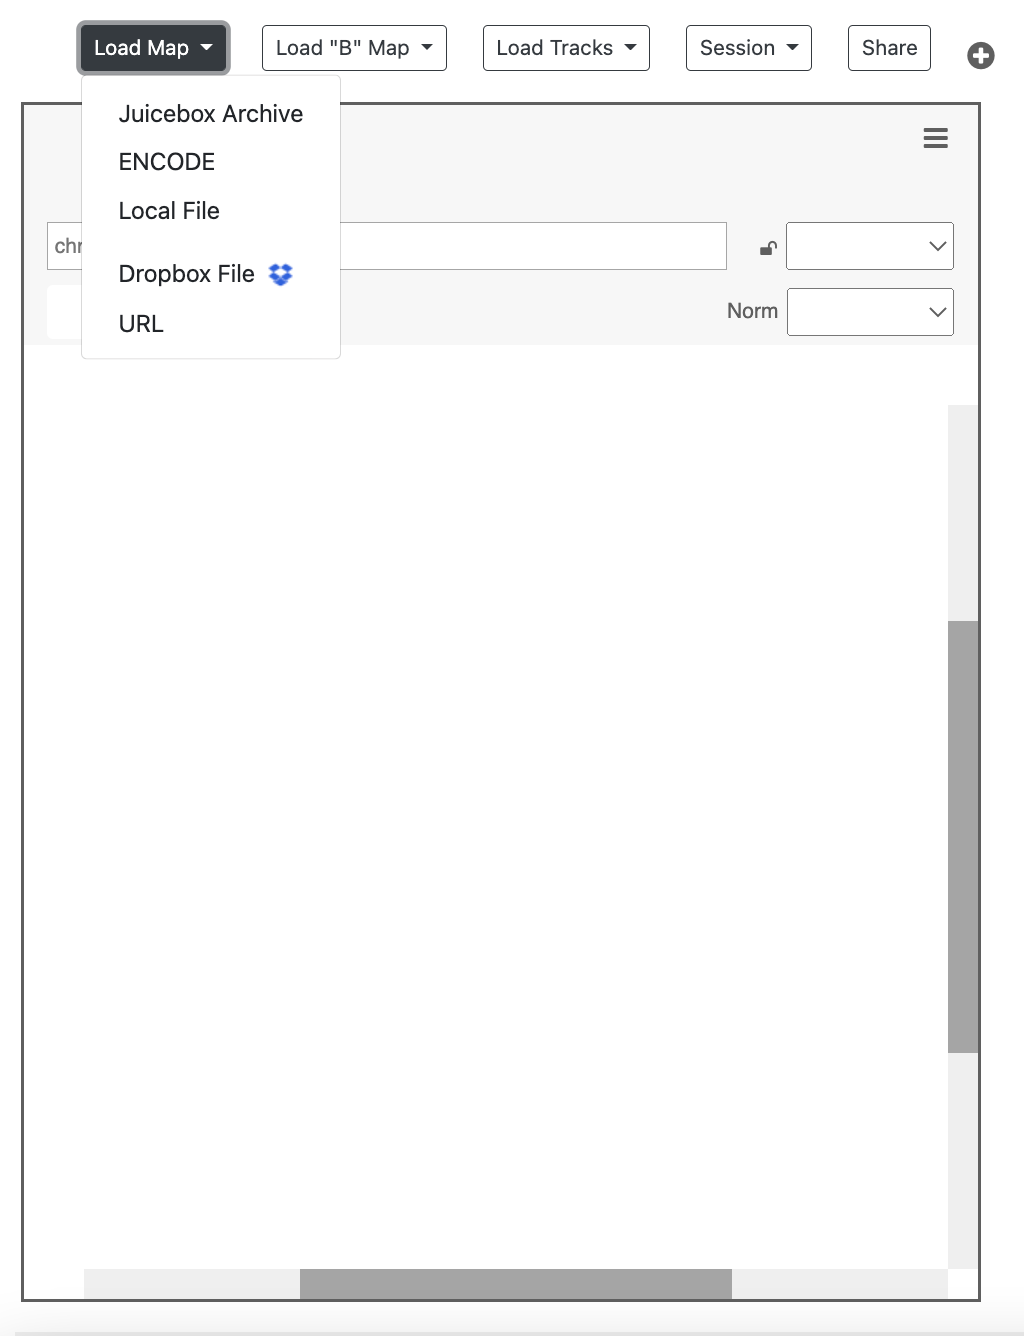 Load Map
Load "B" Map
Load Tracks
Session
Share
Juicebox Archive
ENCODE
Local File
chr
Dropbox File
URL
Norm